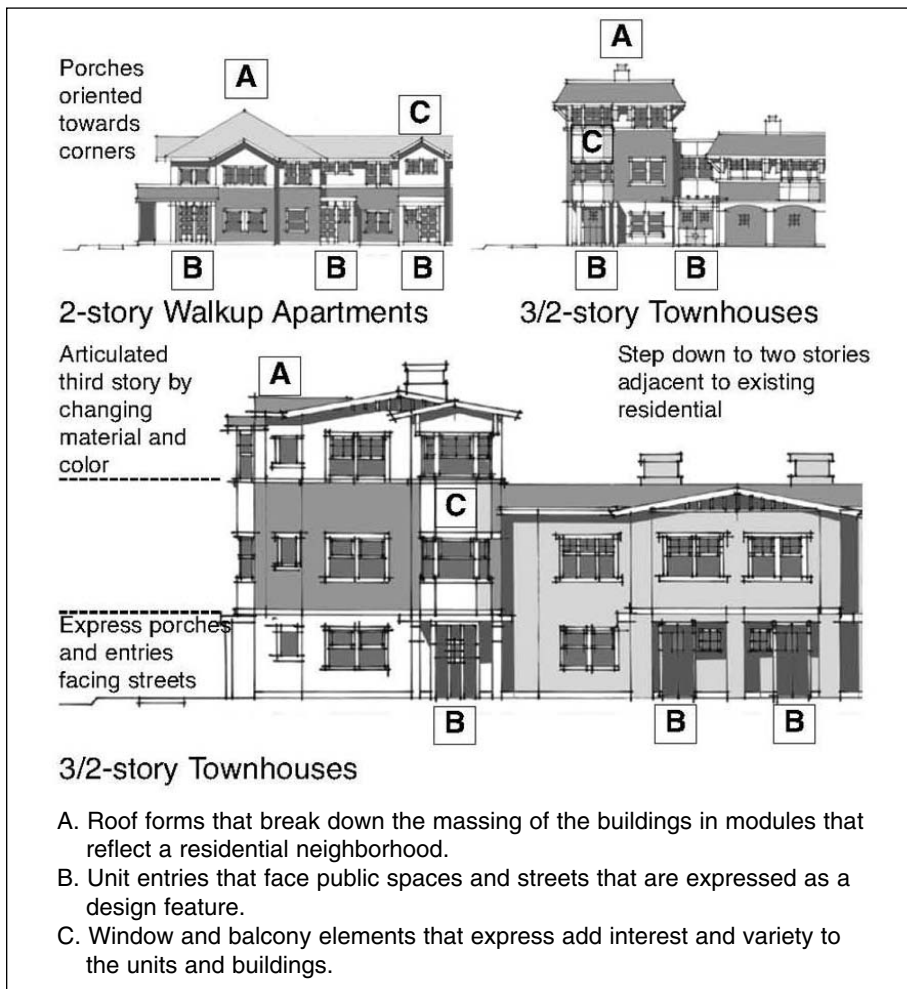 Porches
oriented
towards
corners
A
C
B
B
B
2-story Walkup Apartments
A
C
B
B
3/2-story Townhouses
Articulated
third story by
changing
material and
color
A
Step down to two stories
adjacent to existing
residential
C
Express porches
and entries
facing streets
B
B
B
3/2-story Townhouses
A. Roof forms that break down the massing of the buildings in modules that
reflect a residential neighborhood.
B. Unit entries that face public spaces and streets that are expressed as a
design feature.
C. Window and balcony elements that express add interest and variety to
the units and buildings.